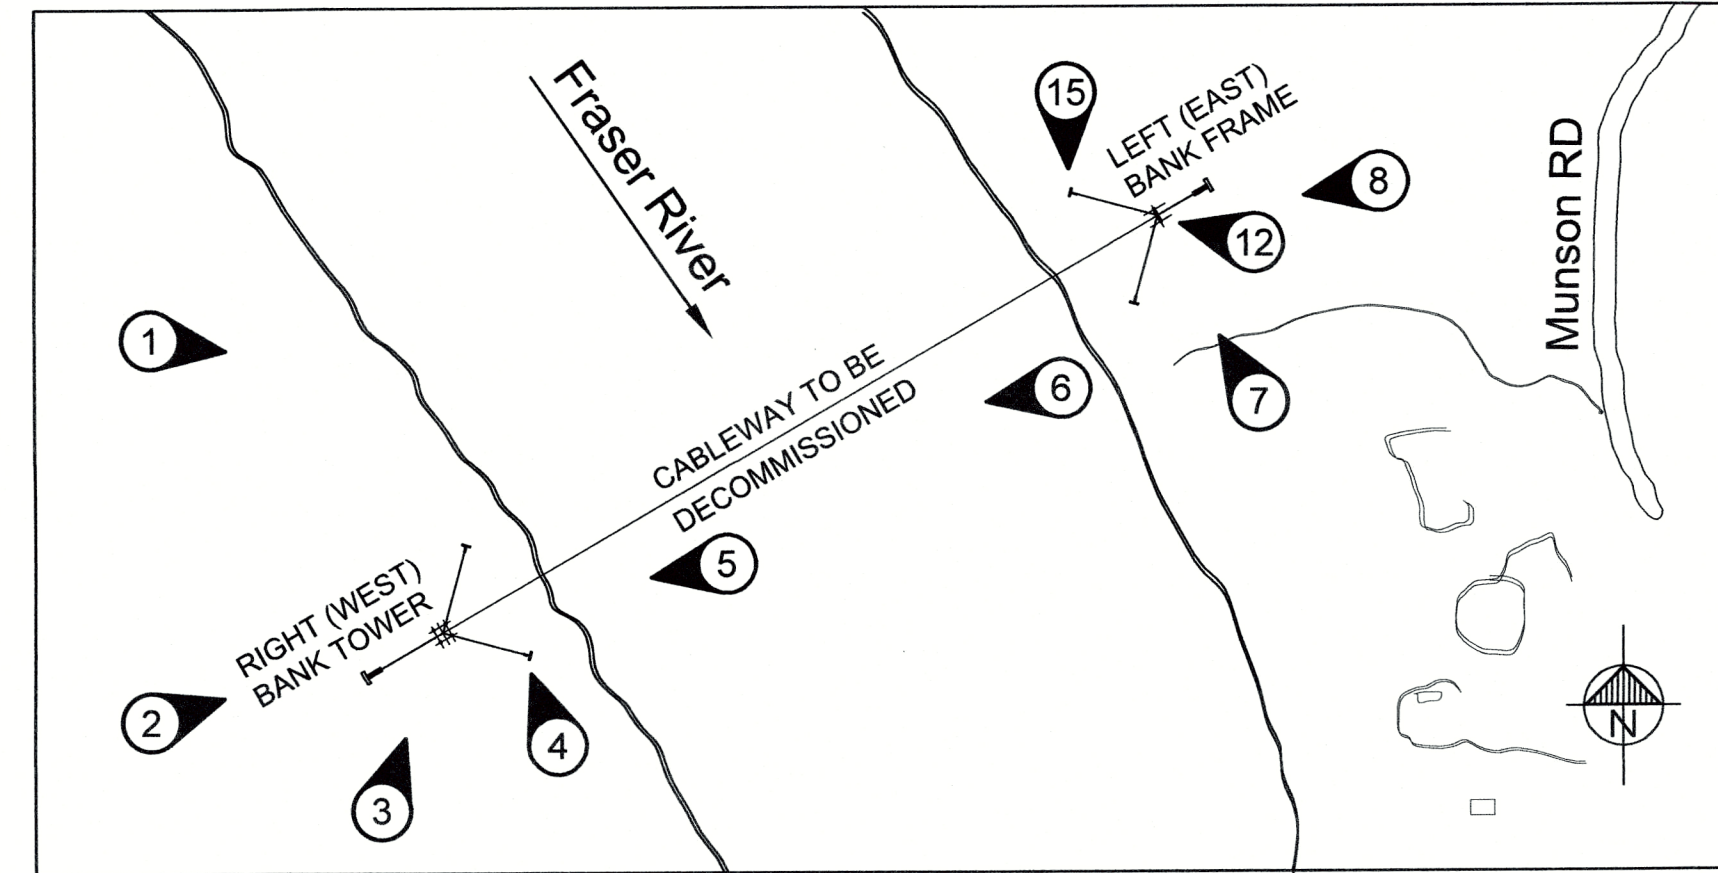 15
LEFT (EAST)
BANK FRAME
8
12
Munson RD
Fraser River
1
CABLEWAY TO BE
DECOMMISSIONED
6
7
5
RIGHT (WEST)
BANK TOWER
2
3
4
N